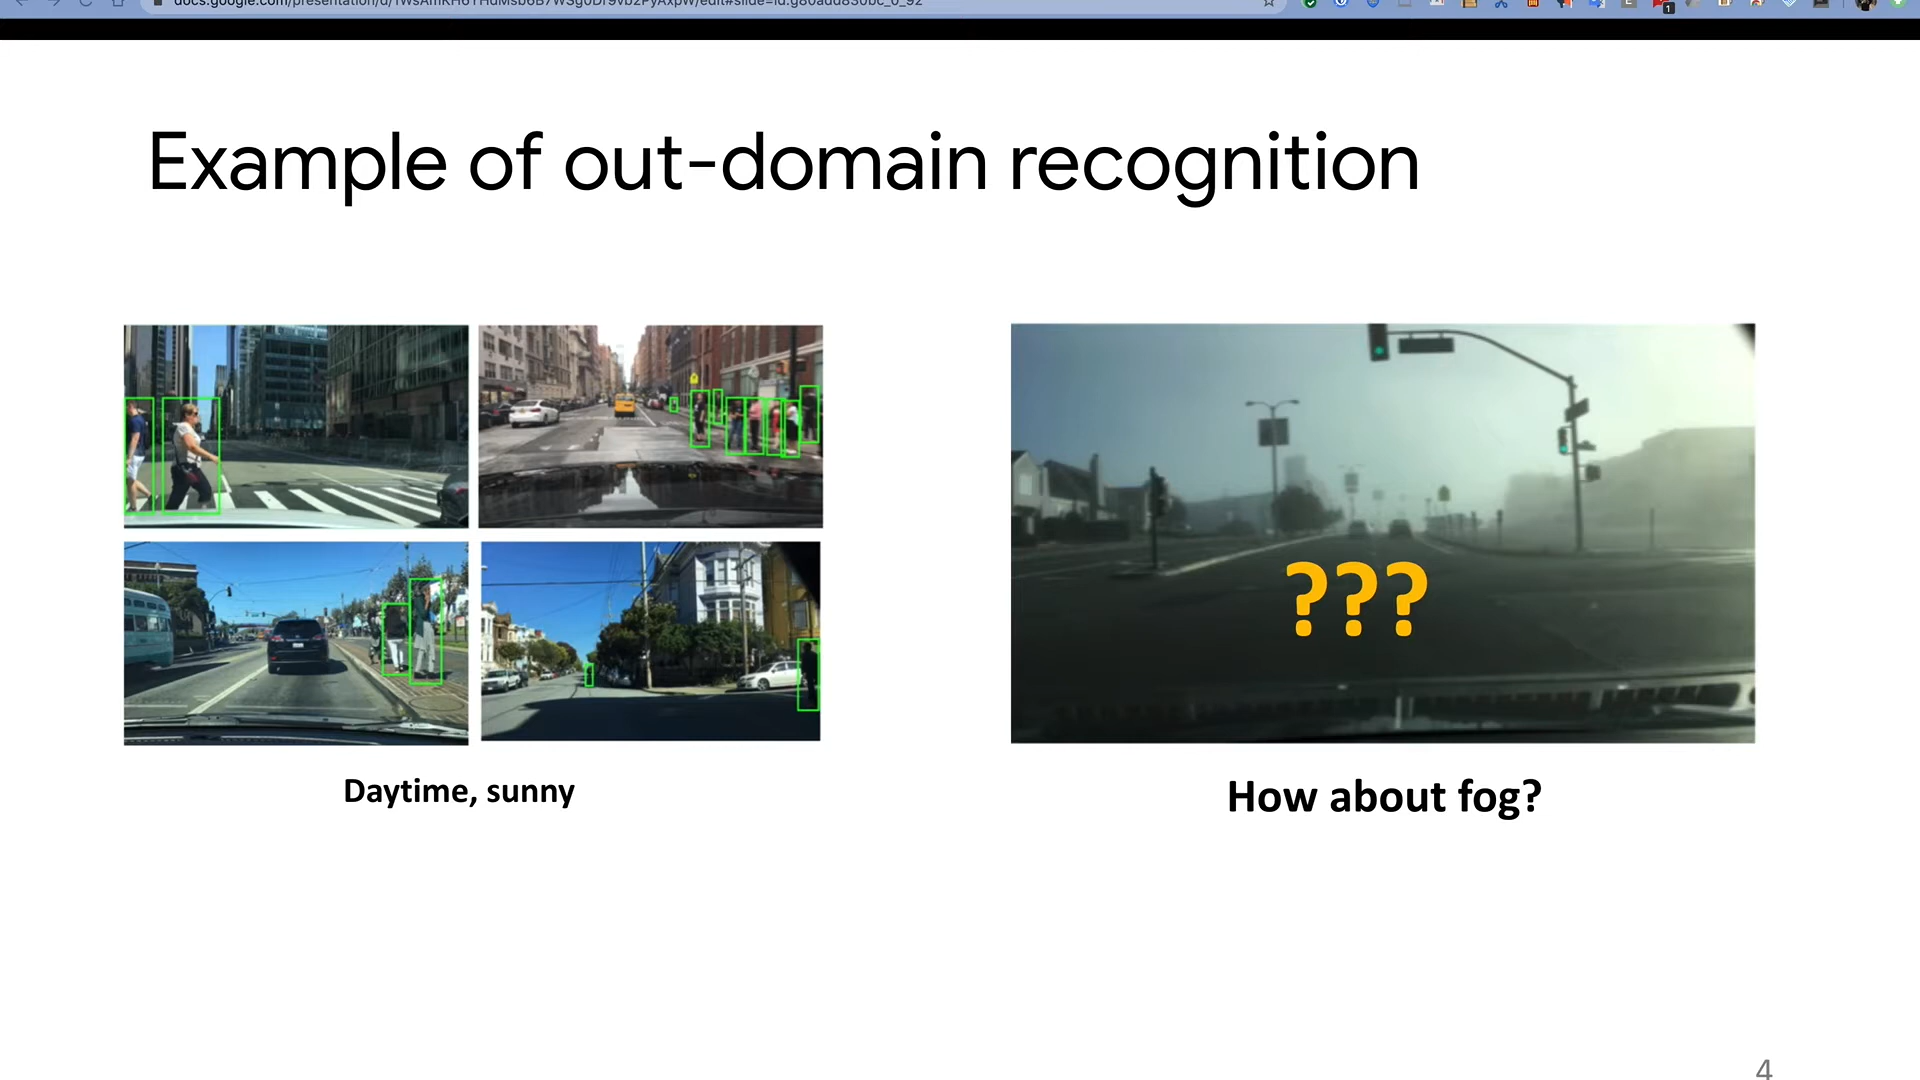 Example of out-domain recognition
???
Daytime, sunny
How about fog?
4